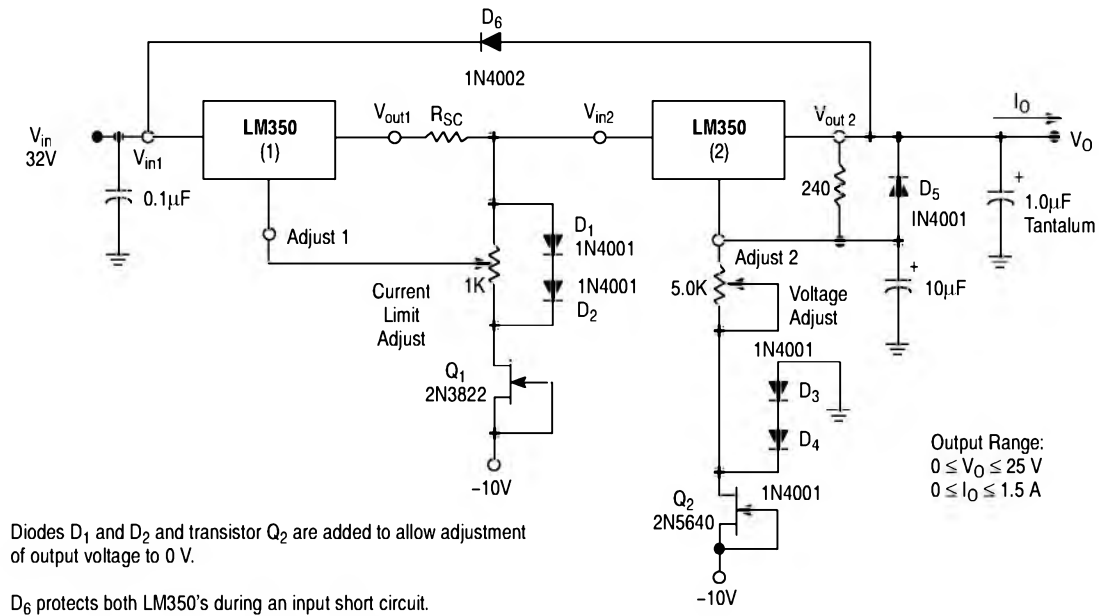 D6
1N4002
Vin
32V
Vin1
0.1μF
LM350
(1)
Vout1
RSC
Vin2
LM350
(2)
Vout 2
IO
VO
240
D5
IN4001
+
1.0μF
Tantalum
Adjust 1
D1
1N4001
1K
1N4001
D2
Current
Limit
Adjust
Adjust 2
5.0K
Voltage
Adjust
+
10μF
Q1
2N3822
–10V
1N4001
D3
D4
1N4001
Q2
2N5640
–10V
Output Range:
0 ≤ VO ≤ 25 V
0 ≤ IO ≤ 1.5 A
Diodes D1 and D2 and transistor Q2 are added to allow adjustment
of output voltage to 0 V.
D6 protects both LM350's during an input short circuit.